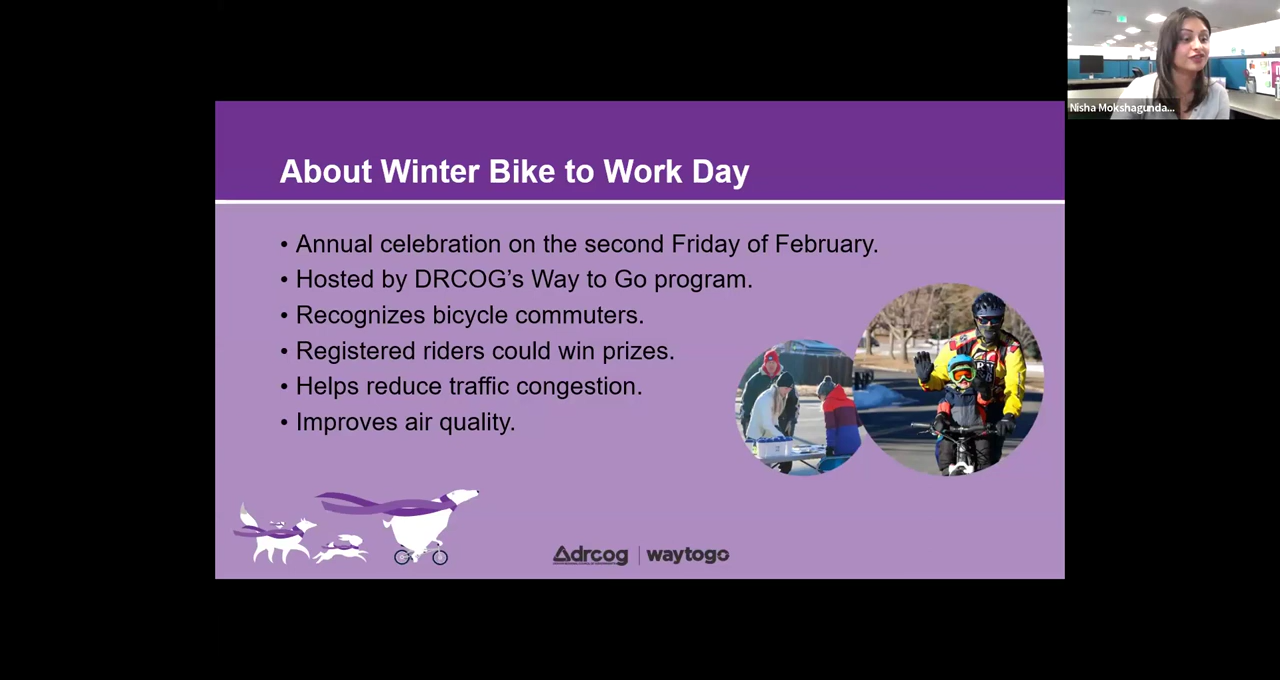 Nisha Mokshagunda...
About Winter Bike to Work Day
• Annual celebration on the second Friday of February.
• Hosted by DRCOG's Way to Go program.
• Recognizes bicycle commuters.
• Registered riders could win prizes.
• Helps reduce traffic congestion.
• Improves air quality.
drcog | waytogo